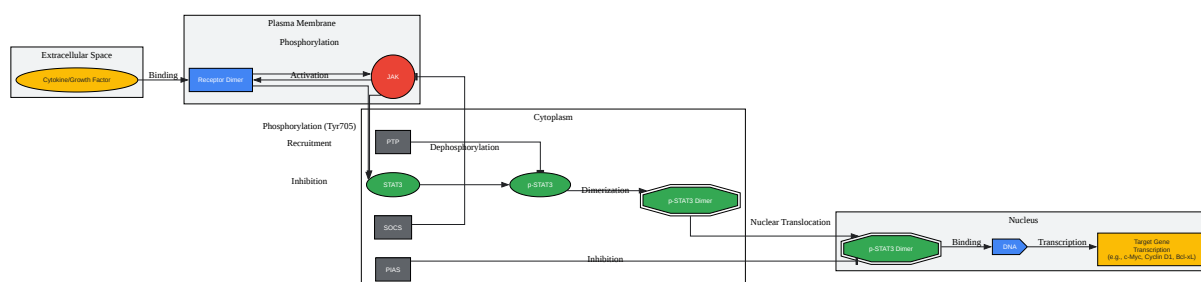 Plasma Membrane
Phosphorylation
Extracellular Space
Cytokine/Growth Factor
Binding
Receptor Dimer
Activation
JAK
Cytoplasm
Phosphorylation (Tyr705)
Recruitment
PTP
Dephosphorylation
Inhibition
STAT3
p-STAT3
Dimerization
p-STAT3 Dimer
SOCS
Nuclear Translocation
Nucleus
p-STAT3 Dimer
Binding
DNA
Transcription
Target Gene
Transcription
(e.g., c-Myc, Cyclin D1, Bcl-xL)
PIAS
Inhibition